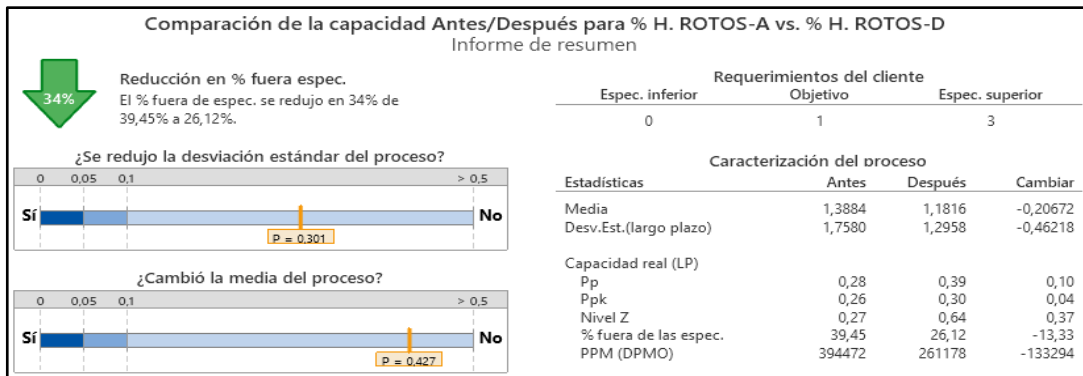 Comparación de la capacidad Antes/Después para % H. ROTOS-A vs. % H. ROTOS-D
Informe de resumen
34%
Reducción en % fuera espec.
El % fuera de espec. se redujo en 34% de
39,45% a 26,12%.
¿Se redujo la desviación estándar del proceso?
0 0,05 0,1 > 0,5
Sí No
P = 0,301
¿Cambió la media del proceso?
0 0,05 0,1 > 0,5
Sí No
P = 0,427
Requerimientos del cliente
Espec. inferior Objetivo Espec. superior
0 1 3
Caracterización del proceso
Estadísticas Antes Después Cambiar
Media 1,3884 1,1816 -0,20672
Desv.Est.(largo plazo) 1,7580 1,2958 -0,46218
Capacidad real (LP)
Pp 0,28 0,39 0,10
Ppk 0,26 0,30 0,04
Nivel Z 0,27 0,64 0,37
% fuera de las espec. 39,45 26,12 -13,33
PPM (DPMO) 394472 261178 -133294